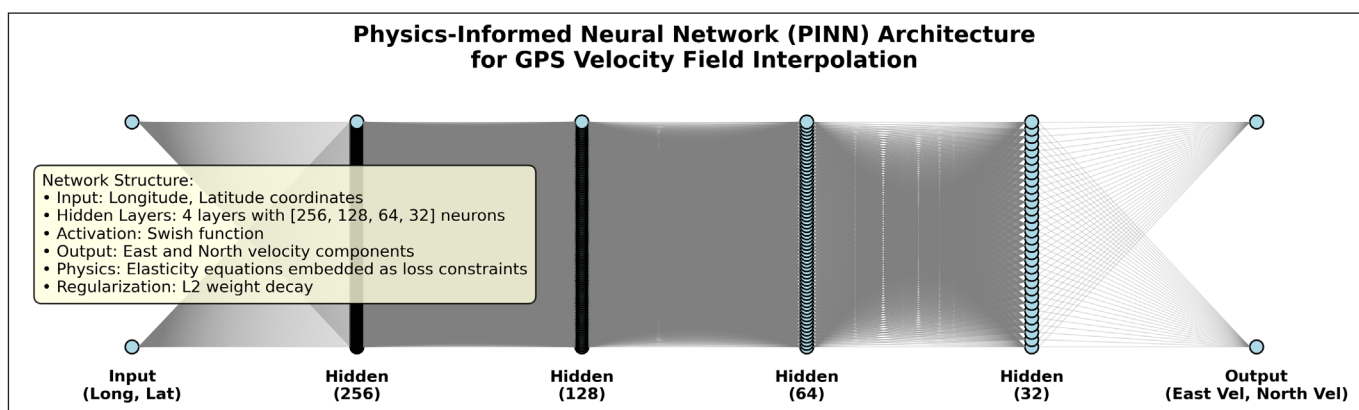 Physics-Informed Neural Network (PINN) Architecture
for GPS Velocity Field Interpolation
Network Structure:
• Input: Longitude, Latitude coordinates
• Hidden Layers: 4 layers with [256, 128, 64, 32] neurons
• Activation: Swish function
• Output: East and North velocity components
• Physics: Elasticity equations embedded as loss constraints
• Regularization: L2 weight decay
Input
(Long, Lat)
Hidden
(256)
Hidden
(128)
Hidden
(64)
Hidden
(32)
Output
(East Vel, North Vel)